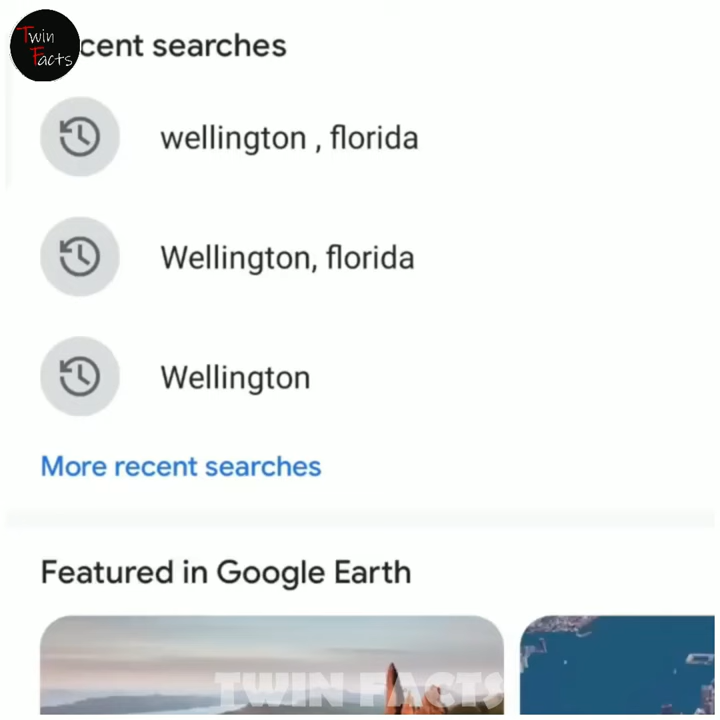 Twin
Facts
cent searches
wellington , florida
Wellington, florida
Wellington
More recent searches
Featured in Google Earth
TWIN FACTS